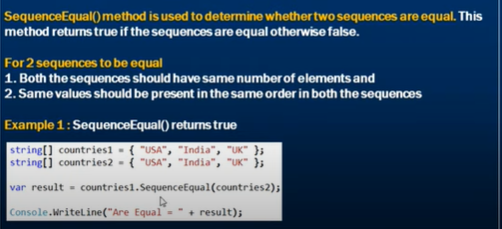 SequenceEqual() method is used to determine whether two sequences are equal. This
method returns true if the sequences are equal otherwise false.
For 2 sequences to be equal
1. Both the sequences should have same number of elements and
2. Same values should be present in the same order in both the sequences
Example 1 : SequenceEqual() returns true
string[] countries1 = { "USA", "India", "UK" };
string[] countries2 = { "USA", "India", "UK" };
var result = countries1.SequenceEqual(countries2);
Console.WriteLine("Are Equal = " + result);